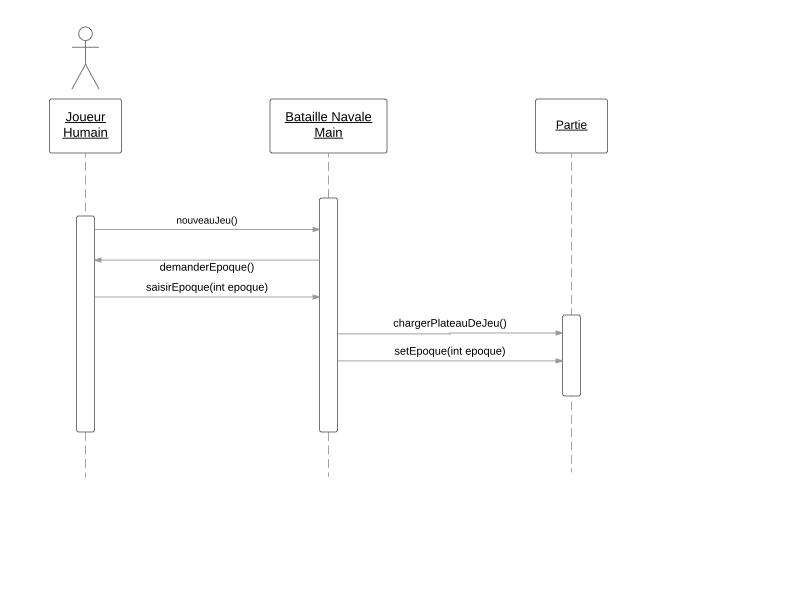 Joueur
Humain
Bataille Navale
Main
Partie
nouveauJeu()
demanderEpoque()
saisirEpoque(int epoque)
chargerPlateauDeJeu()
setEpoque(int epoque)